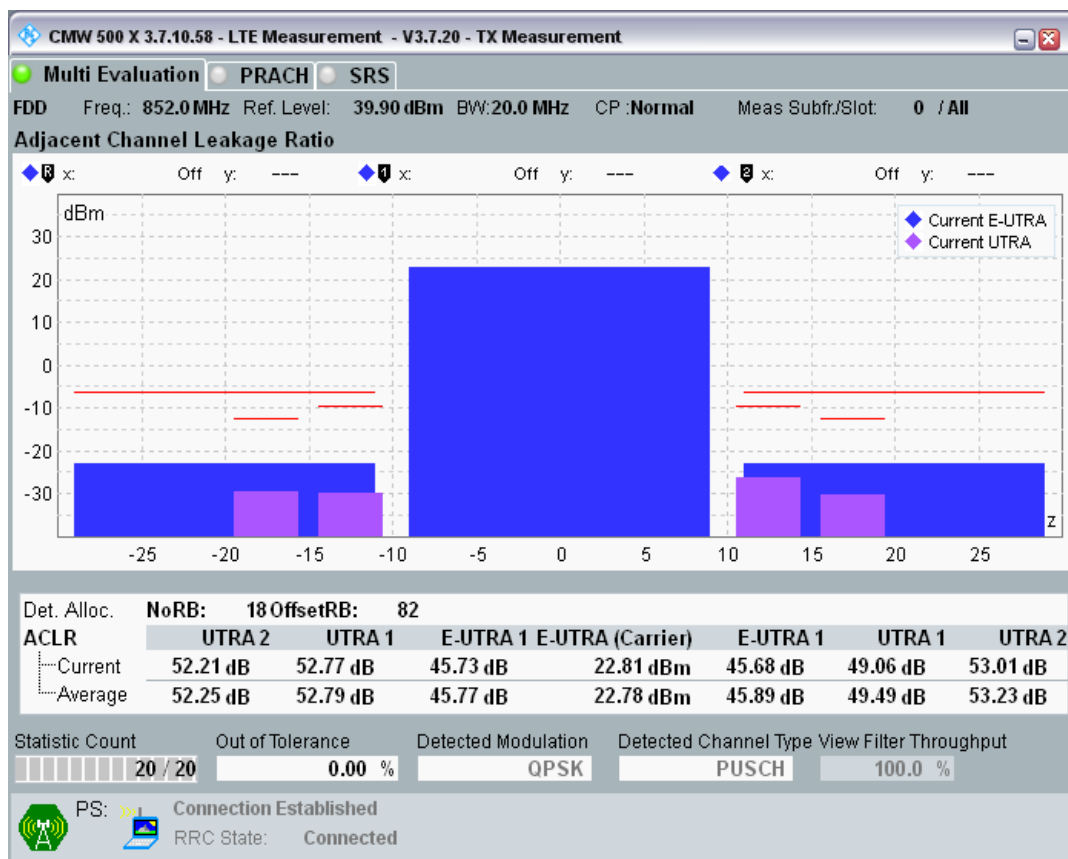 CMW 500 X 3.7.10.58 - LTE Measurement - V3.7.20 - TX Measurement
Multi Evaluation PRACH SRS
FDD Freq.: 852.0 MHz Ref. Level: 39.90 dBm BW:20.0 MHz CP :Normal Meas Subfr./Slot: 0 / All
Adjacent Channel Leakage Ratio
R x: Off y: --- 1 x: Off y: --- 2 x: Off y: ---
dBm
Current E-UTRA
Current UTRA
30
20
10
0
-10
-20
-30
z
-25 -20 -15 -10 -5 0 5 10 15 20 25
Det. Alloc. NoRB: 18 OffsetRB: 82
ACLR UTRA 2 UTRA 1 E-UTRA 1 E-UTRA (Carrier) E-UTRA 1 UTRA 1 UTRA 2
Current 52.21 dB 52.77 dB 45.73 dB 22.81 dBm 45.68 dB 49.06 dB 53.01 dB
Average 52.25 dB 52.79 dB 45.77 dB 22.78 dBm 45.89 dB 49.49 dB 53.23 dB
Statistic Count Out of Tolerance Detected Modulation Detected Channel Type View Filter Throughput
20 / 20 0.00 % QPSK PUSCH 100.0 %
PS: Connection Established
RRC State: Connected